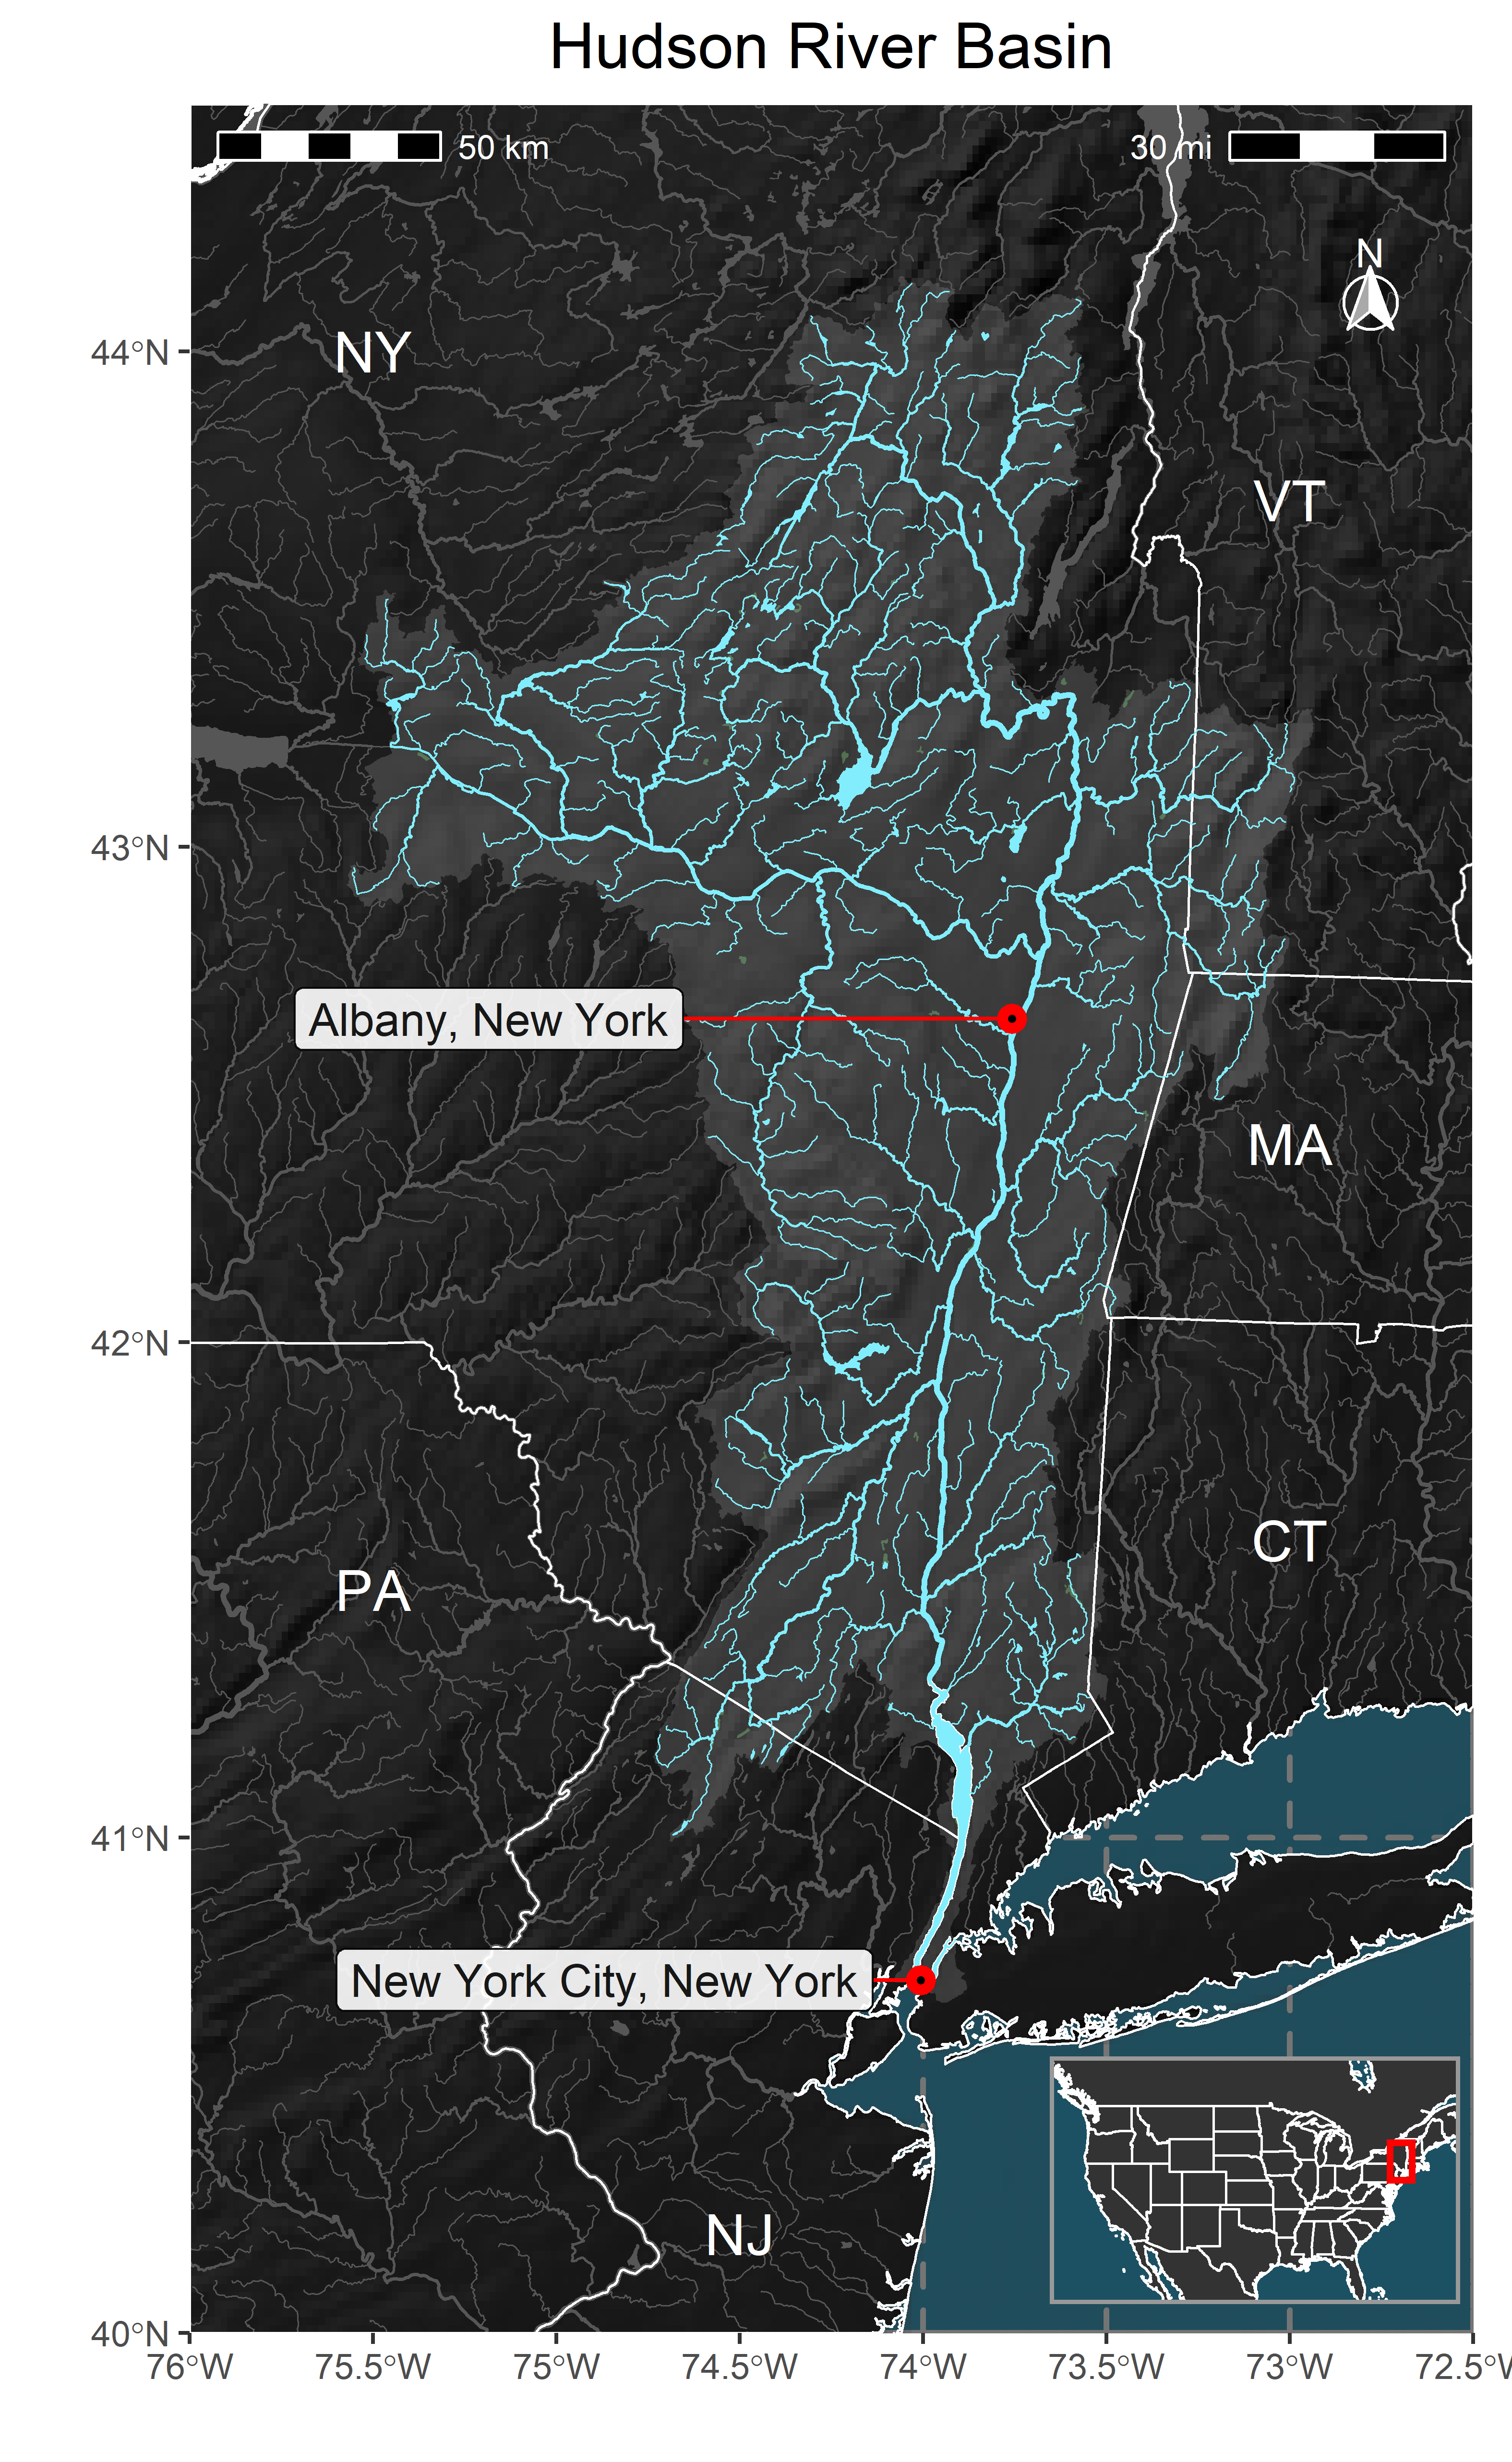 Hudson River Basin
50 km
30 mi
N
NY
44°N
VT
43°N
Albany, New York
MA
42°N
CT
PA
41°N
New York City, New York
NJ
40°N
76°W
75.5°W
75°W
74.5°W
74°W
73.5°W
73°W
72.5°W